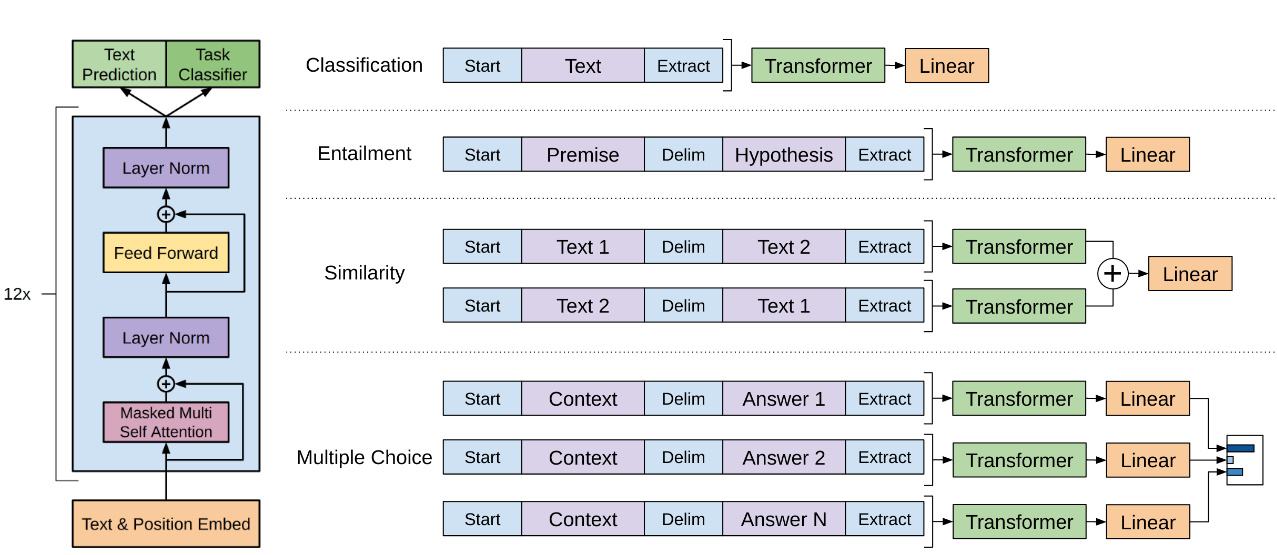 Text
Prediction
Task
Classifier
12x
Layer Norm
Feed Forward
Layer Norm
Masked Multi
Self Attention
Text & Position Embed
Classification
Start Text Extract Transformer Linear
Entailment
Start Premise Delim Hypothesis Extract Transformer Linear
Similarity
Start Text 1 Delim Text 2 Extract Transformer
Start Text 2 Delim Text 1 Extract Transformer
Linear
Multiple Choice
Start Context Delim Answer 1 Extract Transformer Linear
Start Context Delim Answer 2 Extract Transformer Linear
Start Context Delim Answer N Extract Transformer Linear